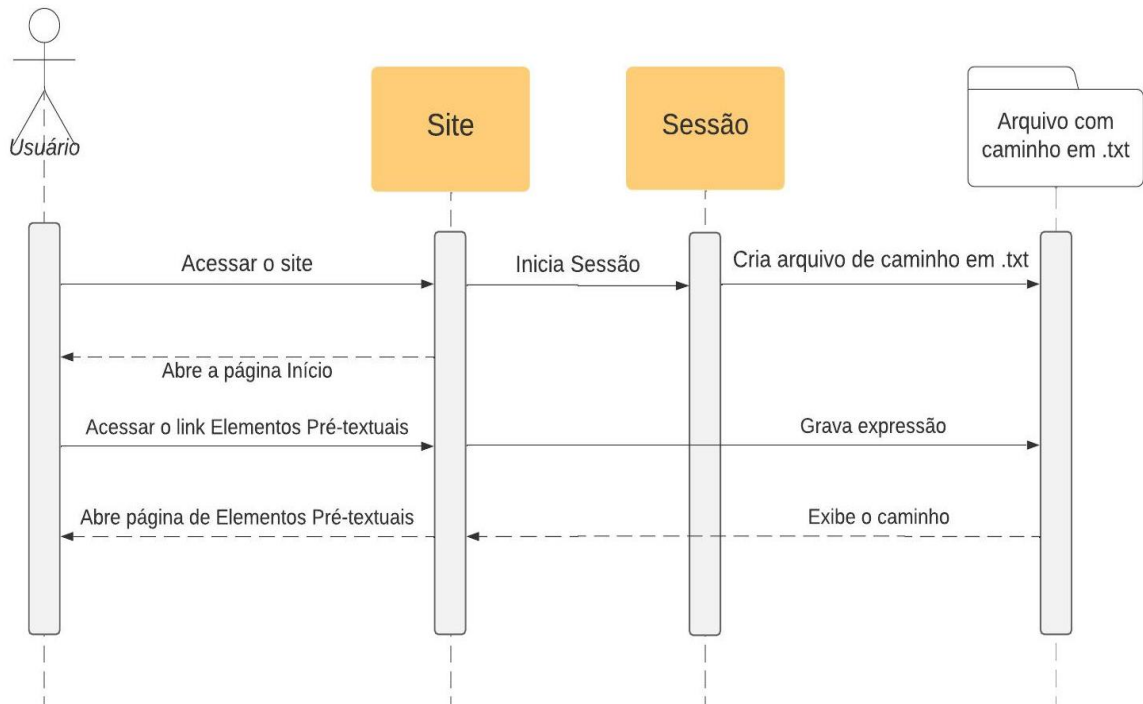 Usuário
Site
Sessão
Arquivo com
caminho em .txt
Acessar o site
Inicia Sessão
Cria arquivo de caminho em .txt
Abre a página Início
Acessar o link Elementos Pré-textuais
Grava expressão
Abre página de Elementos Pré-textuais
Exibe o caminho